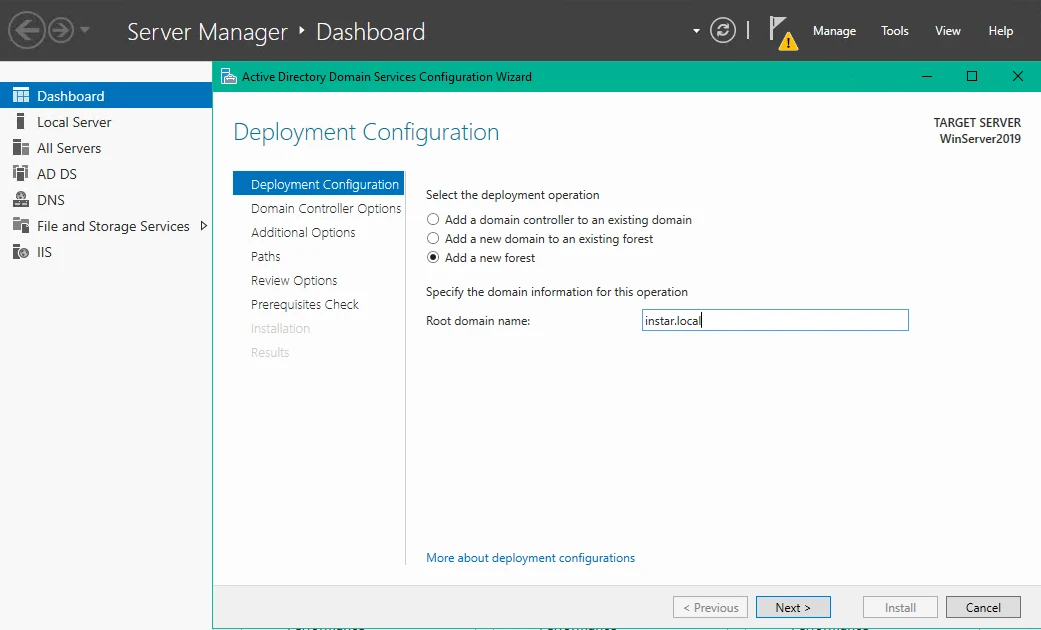 Server Manager ‣ Dashboard
Manage Tools View Help
Dashboard
Local Server
All Servers
AD DS
DNS
File and Storage Services
IIS
Active Directory Domain Services Configuration Wizard
Deployment Configuration
TARGET SERVER
WinServer2019
Deployment Configuration
Domain Controller Options
Additional Options
Paths
Review Options
Prerequisites Check
Installation
Results
Select the deployment operation
Add a domain controller to an existing domain
Add a new domain to an existing forest
Add a new forest
Specify the domain information for this operation
Root domain name: instar.local
More about deployment configurations
< Previous Next > Install Cancel